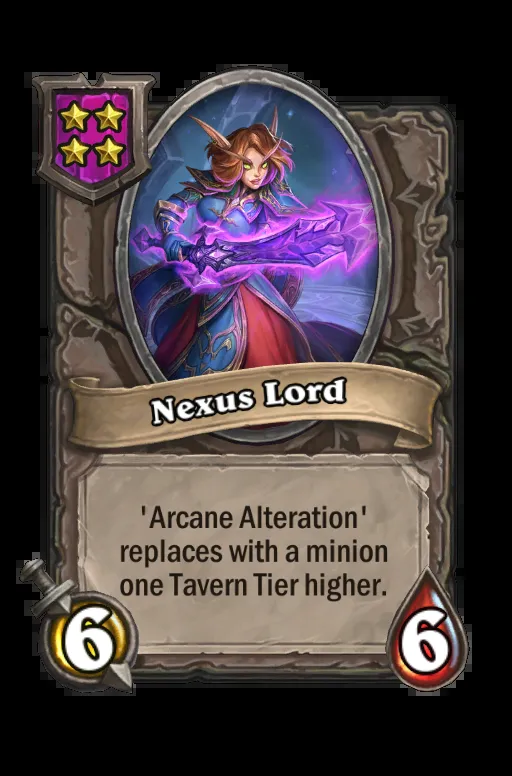 Nexus Lord
'Arcane Alteration'
replaces with a minion
one Tavern Tier higher.
6
6